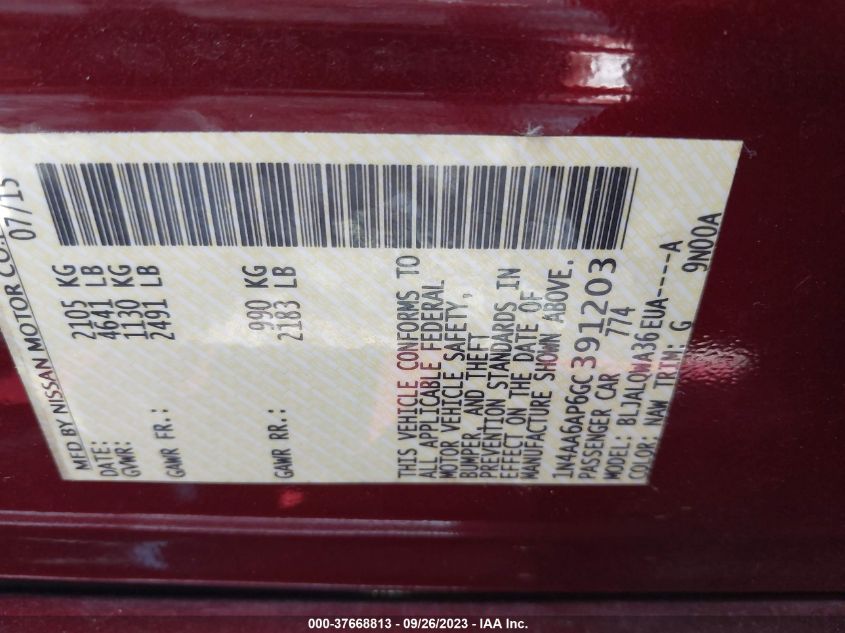 MFD BY NISSAN MOTOR CO.
DATE: 07/15
GVWR: 2105 KG
4641 LB
GAWR FR.: 1130 KG
2491 LB
GAWR RR.: 990 KG
2183 LB
THIS VEHICLE CONFORMS TO
ALL APPLICABLE FEDERAL
MOTOR VEHICLE SAFETY,
BUMPER, AND THEFT
PREVENTION STANDARDS IN
EFFECT ON THE DATE OF
MANUFACTURE SHOWN ABOVE.
1N4AA6AP6GC391203
PASSENGER CAR 774
MODEL: BLJALQWA36EUA----A
COLOR: NAW TRIM: G 9N00A
000-37668813 - 09/26/2023 - IAA Inc.